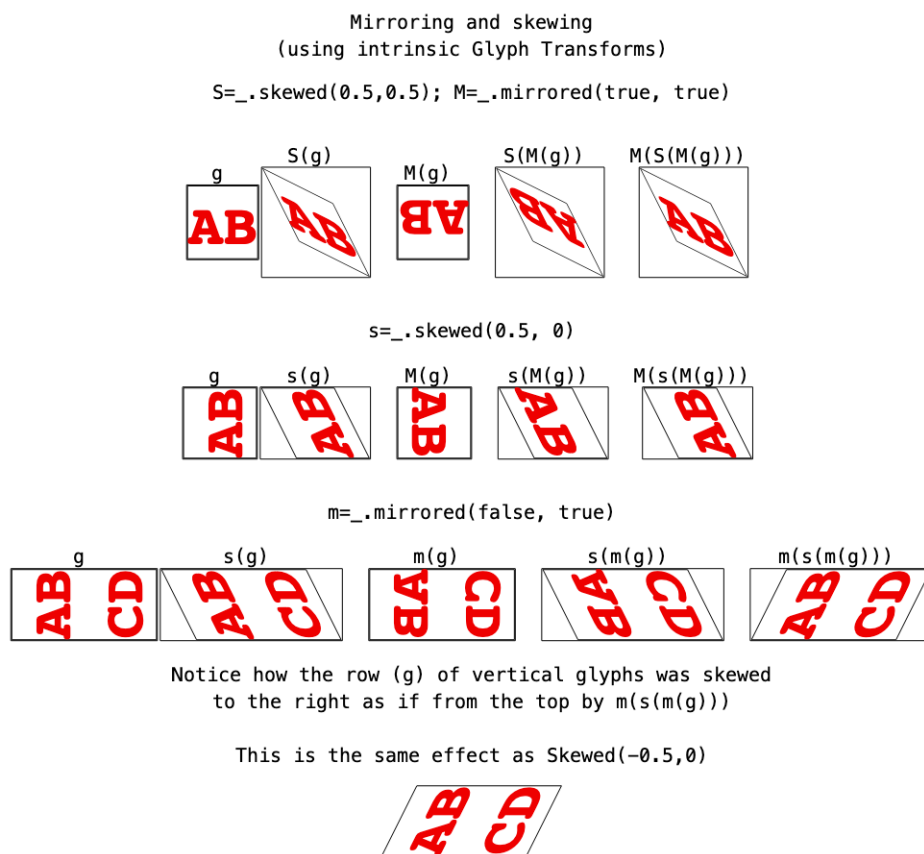 Mirroring and skewing
(using intrinsic Glyph Transforms)
S=_.skewed(0.5,0.5); M=_.mirrored(true, true)
g S(g) M(g) S(M(g)) M(S(M(g)))
AB AB AB AB AB
s=_.skewed(0.5, 0)
g s(g) M(g) s(M(g)) M(s(M(g)))
AB AB AB AB AB
m=_.mirrored(false, true)
g s(g) m(g) s(m(g)) m(s(m(g)))
AB CD AB CD AB CD AB CD AB CD
Notice how the row (g) of vertical glyphs was skewed
to the right as if from the top by m(s(m(g)))
This is the same effect as Skewed(-0.5,0)
AB CD